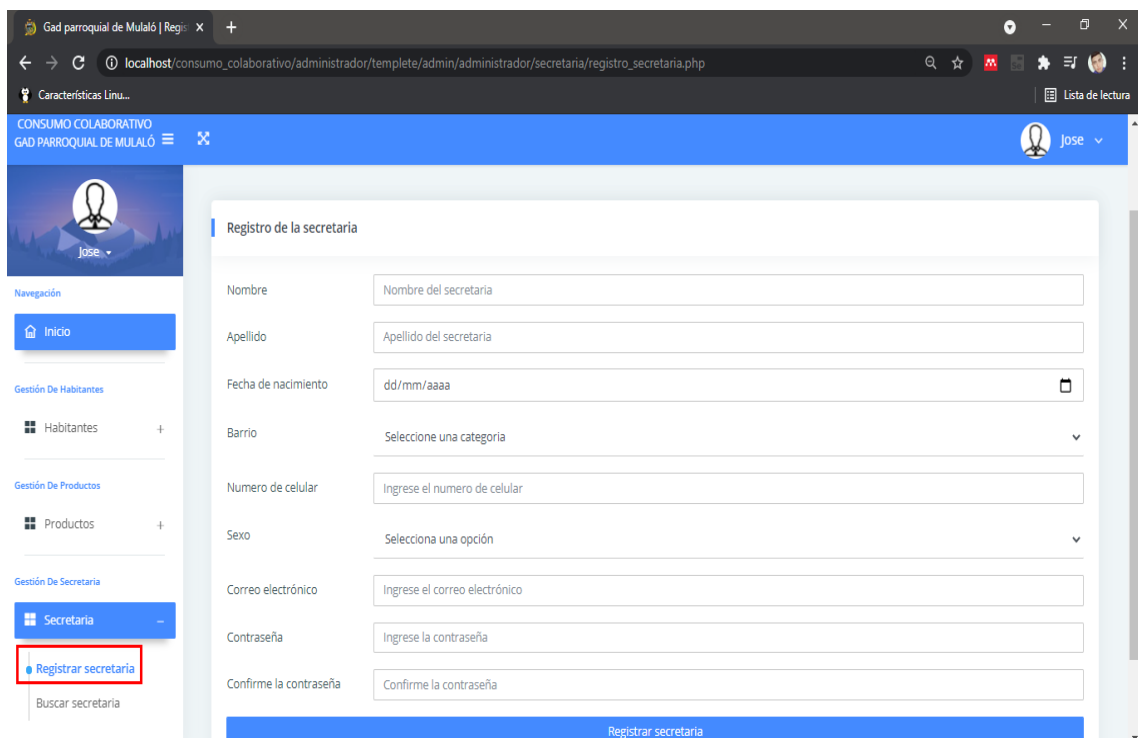 Gad parroquial de Mulaló | Regis
localhost/consumo_colaborativo/administrador/templete/admin/administrador/secretaria/registro_secretaria.php
Características Linu...
Lista de lectura
CONSUMO COLABORATIVO
GAD PARROQUIAL DE MULALÓ
Jose
Jose
Navegación
Inicio
Gestión De Habitantes
Habitantes
Gestión De Productos
Productos
Gestión De Secretaria
Secretaria
Registrar secretaria
Buscar secretaria
Registro de la secretaria
Nombre
Nombre del secretaria
Apellido
Apellido del secretaria
Fecha de nacimiento
dd/mm/aaaa
Barrio
Seleccione una categoria
Numero de celular
Ingrese el numero de celular
Sexo
Selecciona una opción
Correo electrónico
Ingrese el correo electrónico
Contraseña
Ingrese la contraseña
Confirme la contraseña
Confirme la contraseña
Registrar secretaria